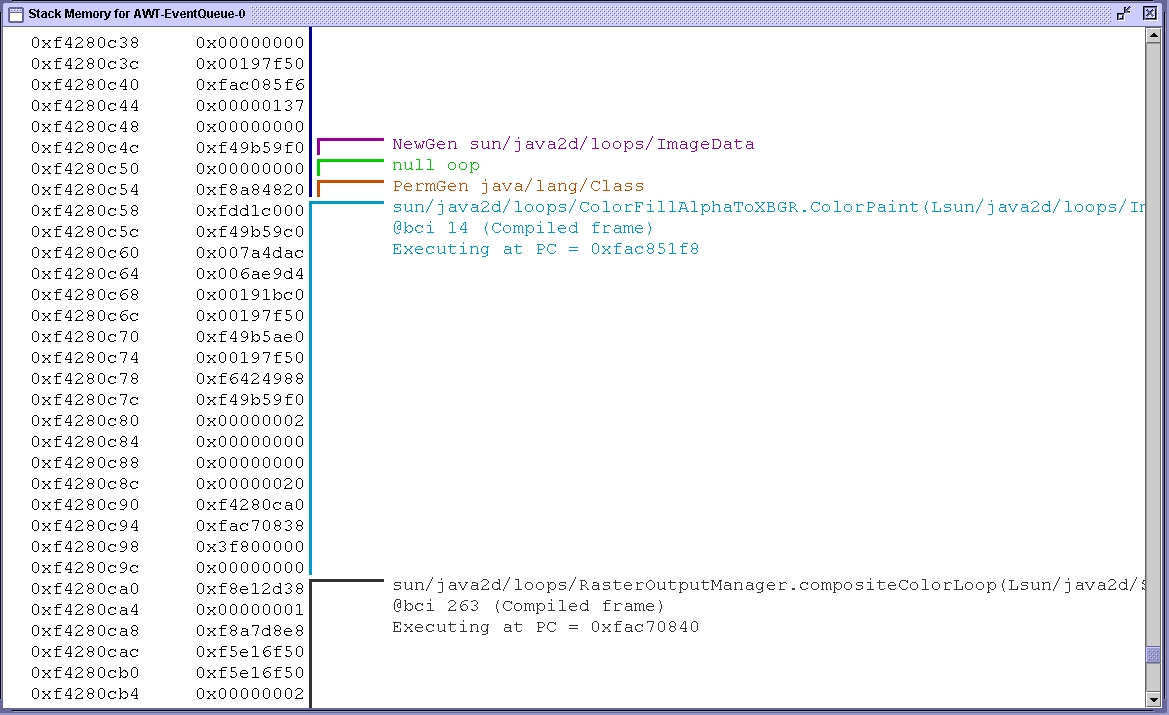 Stack Memory for AWT-EventQueue-0
0xf4280c38 0x00000000
0xf4280c3c 0x00197f50
0xf4280c40 0xfac085f6
0xf4280c44 0x00000137
0xf4280c48 0x00000000
0xf4280c4c 0xf49b59f0 NewGen sun/java2d/loops/ImageData
0xf4280c50 0x00000000 null oop
0xf4280c54 0xf8a84820 PermGen java/lang/Class
0xf4280c58 0xfdd1c000 sun/java2d/loops/ColorFillAlphaToXBGR.ColorPaint(Lsun/java2d/loops/Im
0xf4280c5c 0xf49b59c0 @bci 14 (Compiled frame)
0xf4280c60 0x007a4dac Executing at PC = 0xfac851f8
0xf4280c64 0x006ae9d4
0xf4280c68 0x00191bc0
0xf4280c6c 0x00197f50
0xf4280c70 0xf49b5ae0
0xf4280c74 0x00197f50
0xf4280c78 0xf6424988
0xf4280c7c 0xf49b59f0
0xf4280c80 0x00000002
0xf4280c84 0x00000000
0xf4280c88 0x00000000
0xf4280c8c 0x00000020
0xf4280c90 0xf4280ca0
0xf4280c94 0xfac70838
0xf4280c98 0x3f800000
0xf4280c9c 0x00000000
0xf4280ca0 0xf8e12d38 sun/java2d/loops/RasterOutputManager.compositeColorLoop(Lsun/java2d/S
0xf4280ca4 0x00000001 @bci 263 (Compiled frame)
0xf4280ca8 0xf8a7d8e8 Executing at PC = 0xfac70840
0xf4280cac 0xf5e16f50
0xf4280cb0 0xf5e16f50
0xf4280cb4 0x00000002